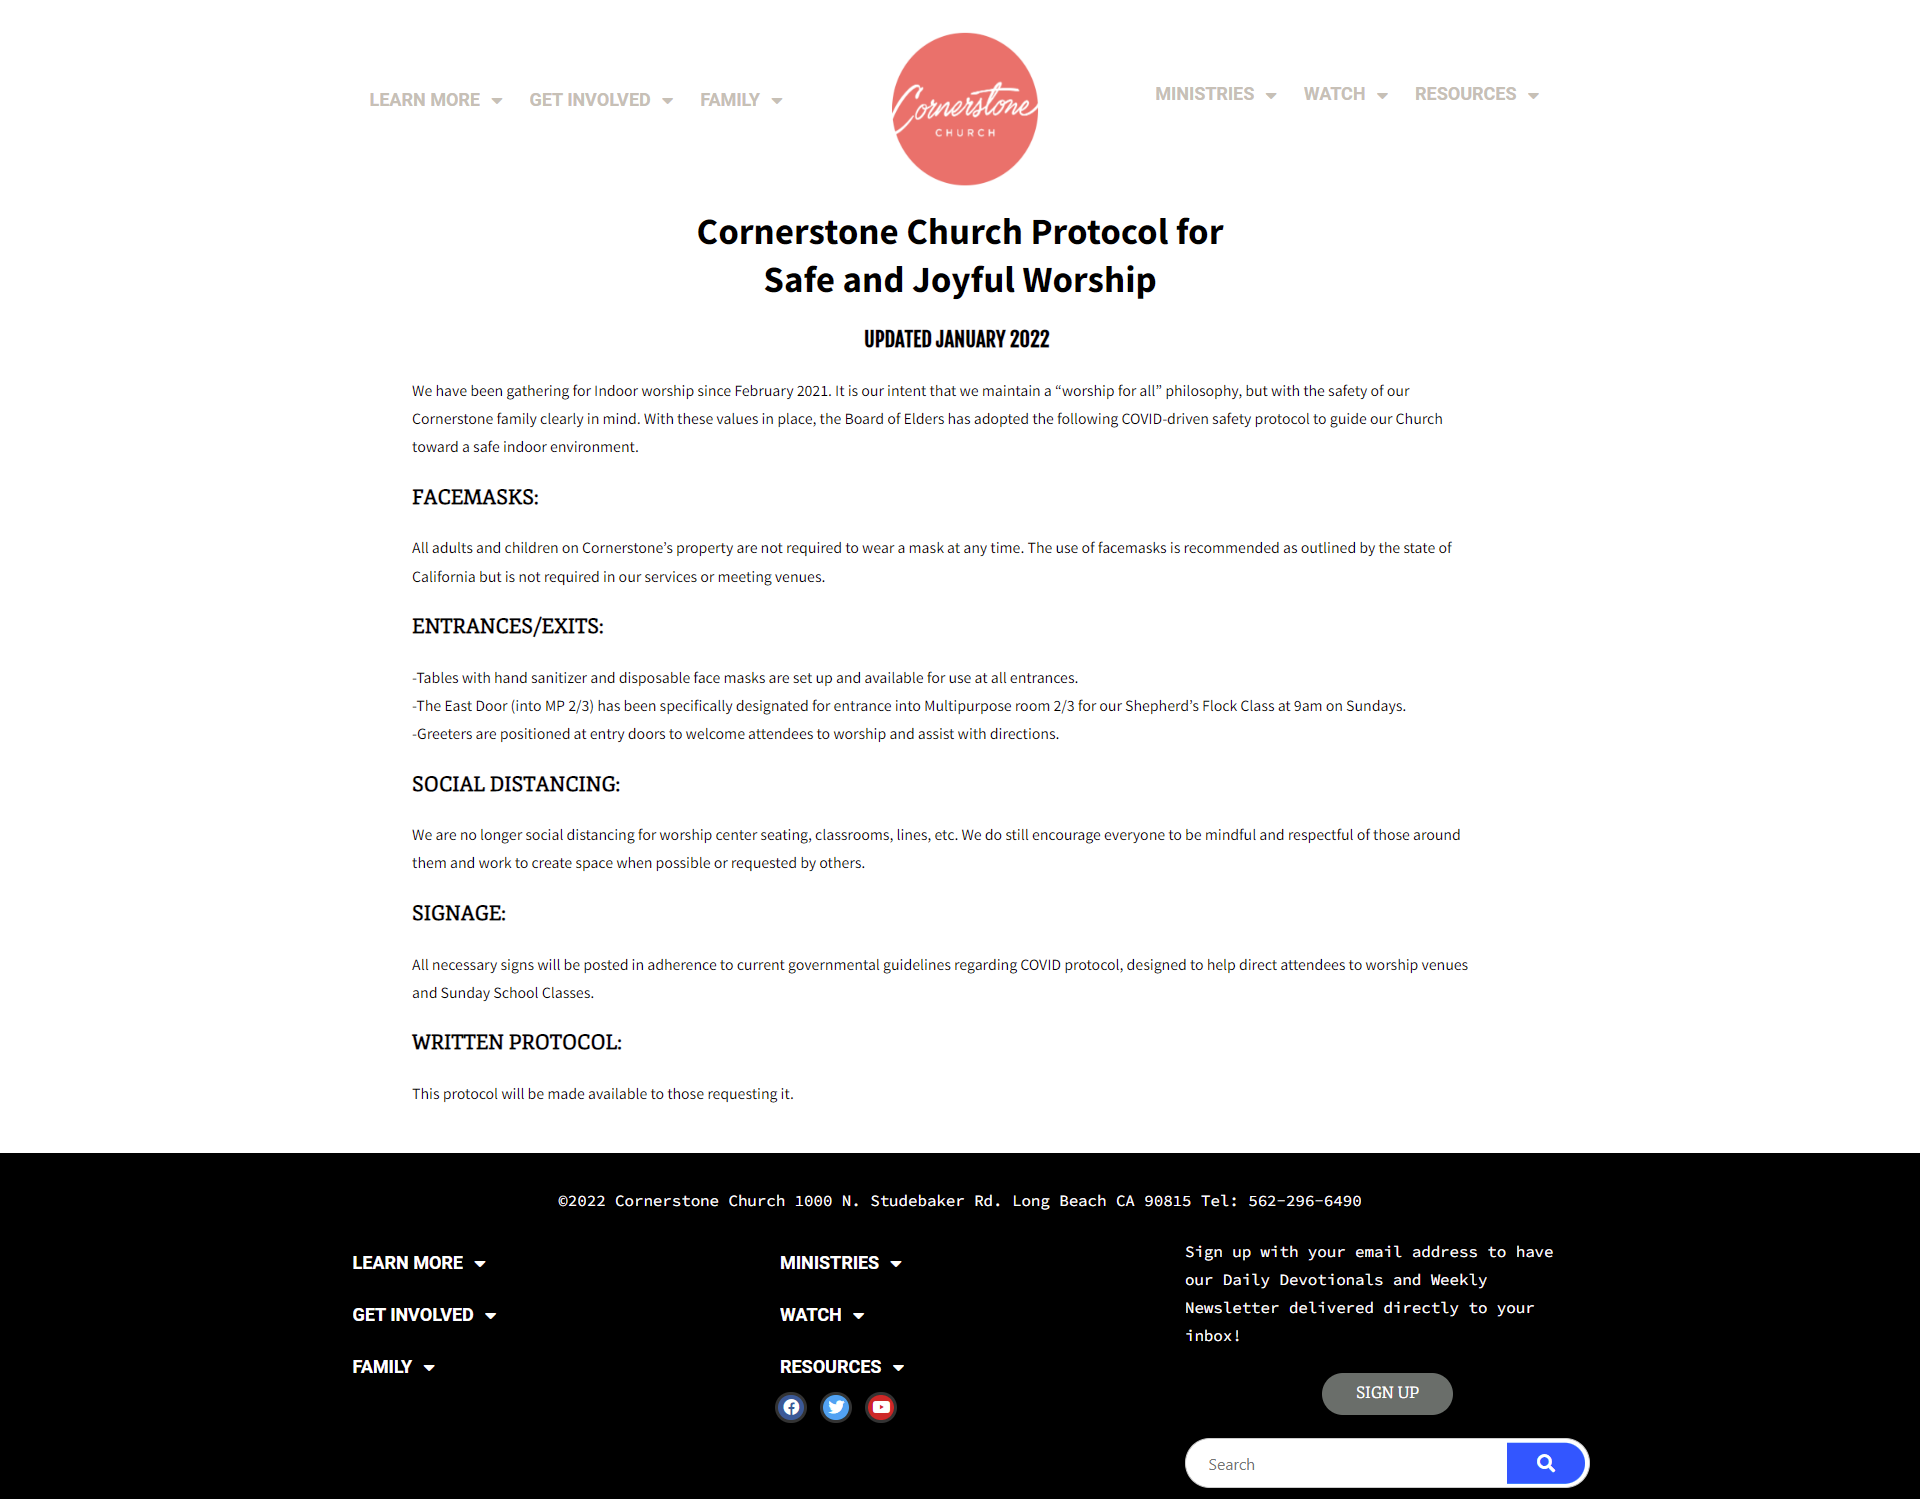 LEARN MORE GET INVOLVED FAMILY
Cornerstone
CHURCH
MINISTRIES WATCH RESOURCES
Cornerstone Church Protocol for
Safe and Joyful Worship
UPDATED JANUARY 2022
We have been gathering for Indoor worship since February 2021. It is our intent that we maintain a “worship for all” philosophy, but with the safety of our
Cornerstone family clearly in mind. With these values in place, the Board of Elders has adopted the following COVID-driven safety protocol to guide our Church
toward a safe indoor environment.
FACEMASKS:
All adults and children on Cornerstone’s property are not required to wear a mask at any time. The use of facemasks is recommended as outlined by the state of
California but is not required in our services or meeting venues.
ENTRANCES/EXITS:
-Tables with hand sanitizer and disposable face masks are set up and available for use at all entrances.
-The East Door (into MP 2/3) has been specifically designated for entrance into Multipurpose room 2/3 for our Shepherd’s Flock Class at 9am on Sundays.
-Greeters are positioned at entry doors to welcome attendees to worship and assist with directions.
SOCIAL DISTANCING:
We are no longer social distancing for worship center seating, classrooms, lines, etc. We do still encourage everyone to be mindful and respectful of those around
them and work to create space when possible or requested by others.
SIGNAGE:
All necessary signs will be posted in adherence to current governmental guidelines regarding COVID protocol, designed to help direct attendees to worship venues
and Sunday School Classes.
WRITTEN PROTOCOL:
This protocol will be made available to those requesting it.
©2022 Cornerstone Church 1000 N. Studebaker Rd. Long Beach CA 90815 Tel: 562-296-6490
LEARN MORE
GET INVOLVED
FAMILY
MINISTRIES
WATCH
RESOURCES
Sign up with your email address to have
our Daily Devotionals and Weekly
Newsletter delivered directly to your
inbox!
SIGN UP
Search